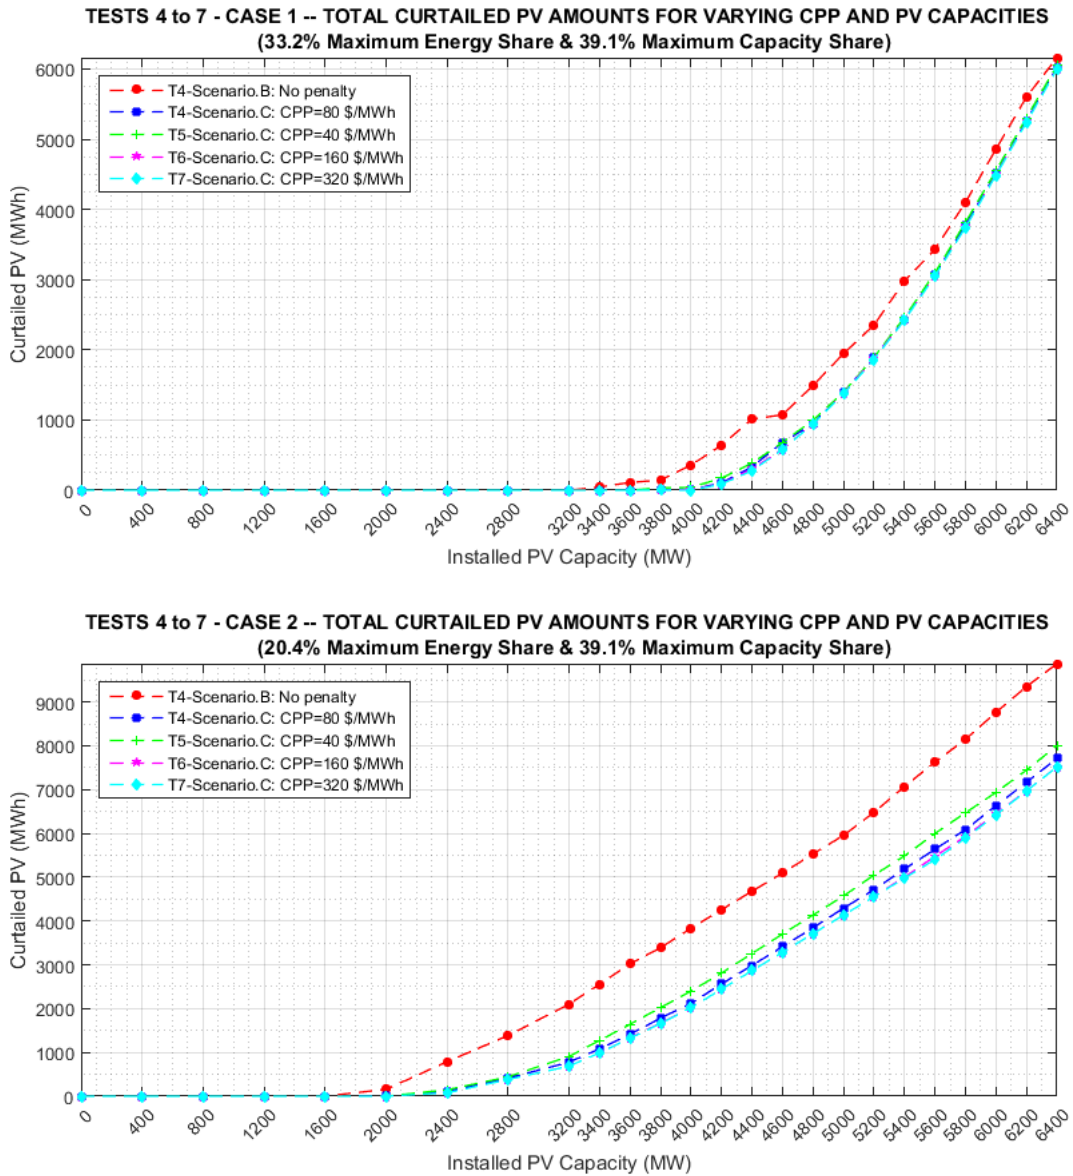 TESTS 4 to 7 - CASE 1 -- TOTAL CURTAILED PV AMOUNTS FOR VARYING CPP AND PV CAPACITIES
(33.2% Maximum Energy Share & 39.1% Maximum Capacity Share)
T4-Scenario.B: No penalty
T4-Scenario.C: CPP=80 $/MWh
T5-Scenario.C: CPP=40 $/MWh
T6-Scenario.C: CPP=160 $/MWh
T7-Scenario.C: CPP=320 $/MWh
Curtailed PV (MWh)
6000
5000
4000
3000
2000
1000
0
0 400 800 1200 1600 2000 2400 2800 3200 3400 3600 3800 4000 4200 4400 4600 4800 5000 5200 5400 5600 5800 6000 6200 6400
Installed PV Capacity (MW)
TESTS 4 to 7 - CASE 2 -- TOTAL CURTAILED PV AMOUNTS FOR VARYING CPP AND PV CAPACITIES
(20.4% Maximum Energy Share & 39.1% Maximum Capacity Share)
T4-Scenario.B: No penalty
T4-Scenario.C: CPP=80 $/MWh
T5-Scenario.C: CPP=40 $/MWh
T6-Scenario.C: CPP=160 $/MWh
T7-Scenario.C: CPP=320 $/MWh
Curtailed PV (MWh)
9000
8000
7000
6000
5000
4000
3000
2000
1000
0
0 400 800 1200 1600 2000 2400 2800 3200 3400 3600 3800 4000 4200 4400 4600 4800 5000 5200 5400 5600 5800 6000 6200 6400
Installed PV Capacity (MW)